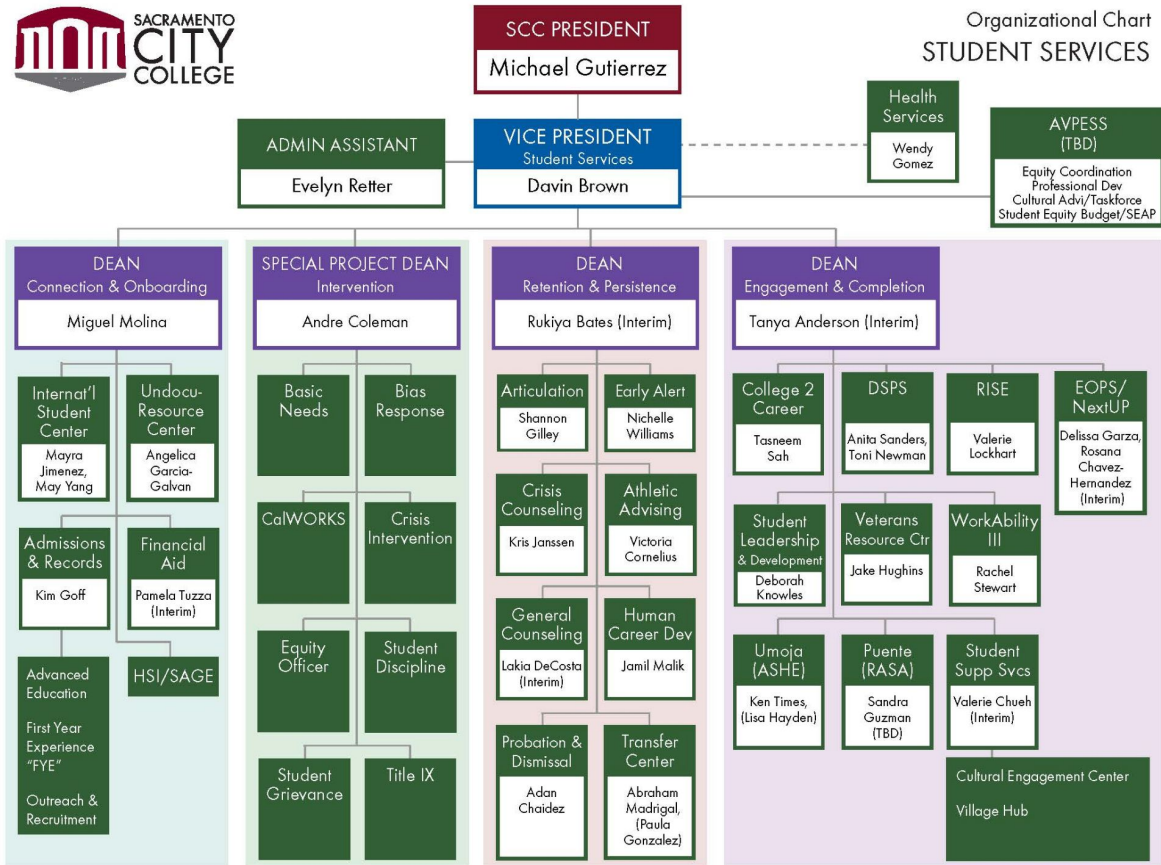 SACRAMENTO
CITY
COLLEGE
SCC PRESIDENT
Michael Gutierrez
Organizational Chart
STUDENT SERVICES
ADMIN ASSISTANT
Evelyn Retter
VICE PRESIDENT
Student Services
Davin Brown
Health
Services
Wendy
Gomez
AVPESS
(TBD)
Equity Coordination
Professional Dev
Cultural Advi/Taskforce
Student Equity Budget/SEAP
DEAN
Connection & Onboarding
Miguel Molina
Internat'l
Student
Center
Mayra
Jimenez,
May Yang
Undocu-
Resource
Center
Angelica
Garcia-
Galvan
Admissions
& Records
Kim Goff
Financial
Aid
Pamela Tuzza
(Interim)
Advanced
Education
First Year
Experience
"FYE"
Outreach &
Recruitment
HSI/SAGE
SPECIAL PROJECT DEAN
Intervention
Andre Coleman
Basic
Needs
Bias
Response
CalWORKS
Crisis
Intervention
Equity
Officer
Student
Discipline
Student
Grievance
Title IX
DEAN
Retention & Persistence
Rukiya Bates (Interim)
Articulation
Shannon
Gilley
Early Alert
Nichelle
Williams
Crisis
Counseling
Kris Janssen
Athletic
Advising
Victoria
Cornelius
General
Counseling
Lakia DeCosta
(Interim)
Human
Career Dev
Jamil Malik
Probation &
Dismissal
Adan
Chaidez
Transfer
Center
Abraham
Madrigal,
(Paula
Gonzalez)
DEAN
Engagement & Completion
Tanya Anderson (Interim)
College 2
Career
Tasneem
Sah
DSPS
Anita Sanders,
Toni Newman
RISE
Valerie
Lockhart
EOPS/
NextUP
Delissa Garza,
Rosana
Chavez-
Hernandez
(Interim)
Student
Leadership
& Development
Deborah
Knowles
Veterans
Resource Ctr
Jake Hughins
WorkAbility
III
Rachel
Stewart
Umoja
(ASHE)
Ken Times,
(Lisa Hayden)
Puente
(RASA)
Sandra
Guzman
(TBD)
Student
Supp Svcs
Valerie Chueh
(Interim)
Cultural Engagement Center
Village Hub